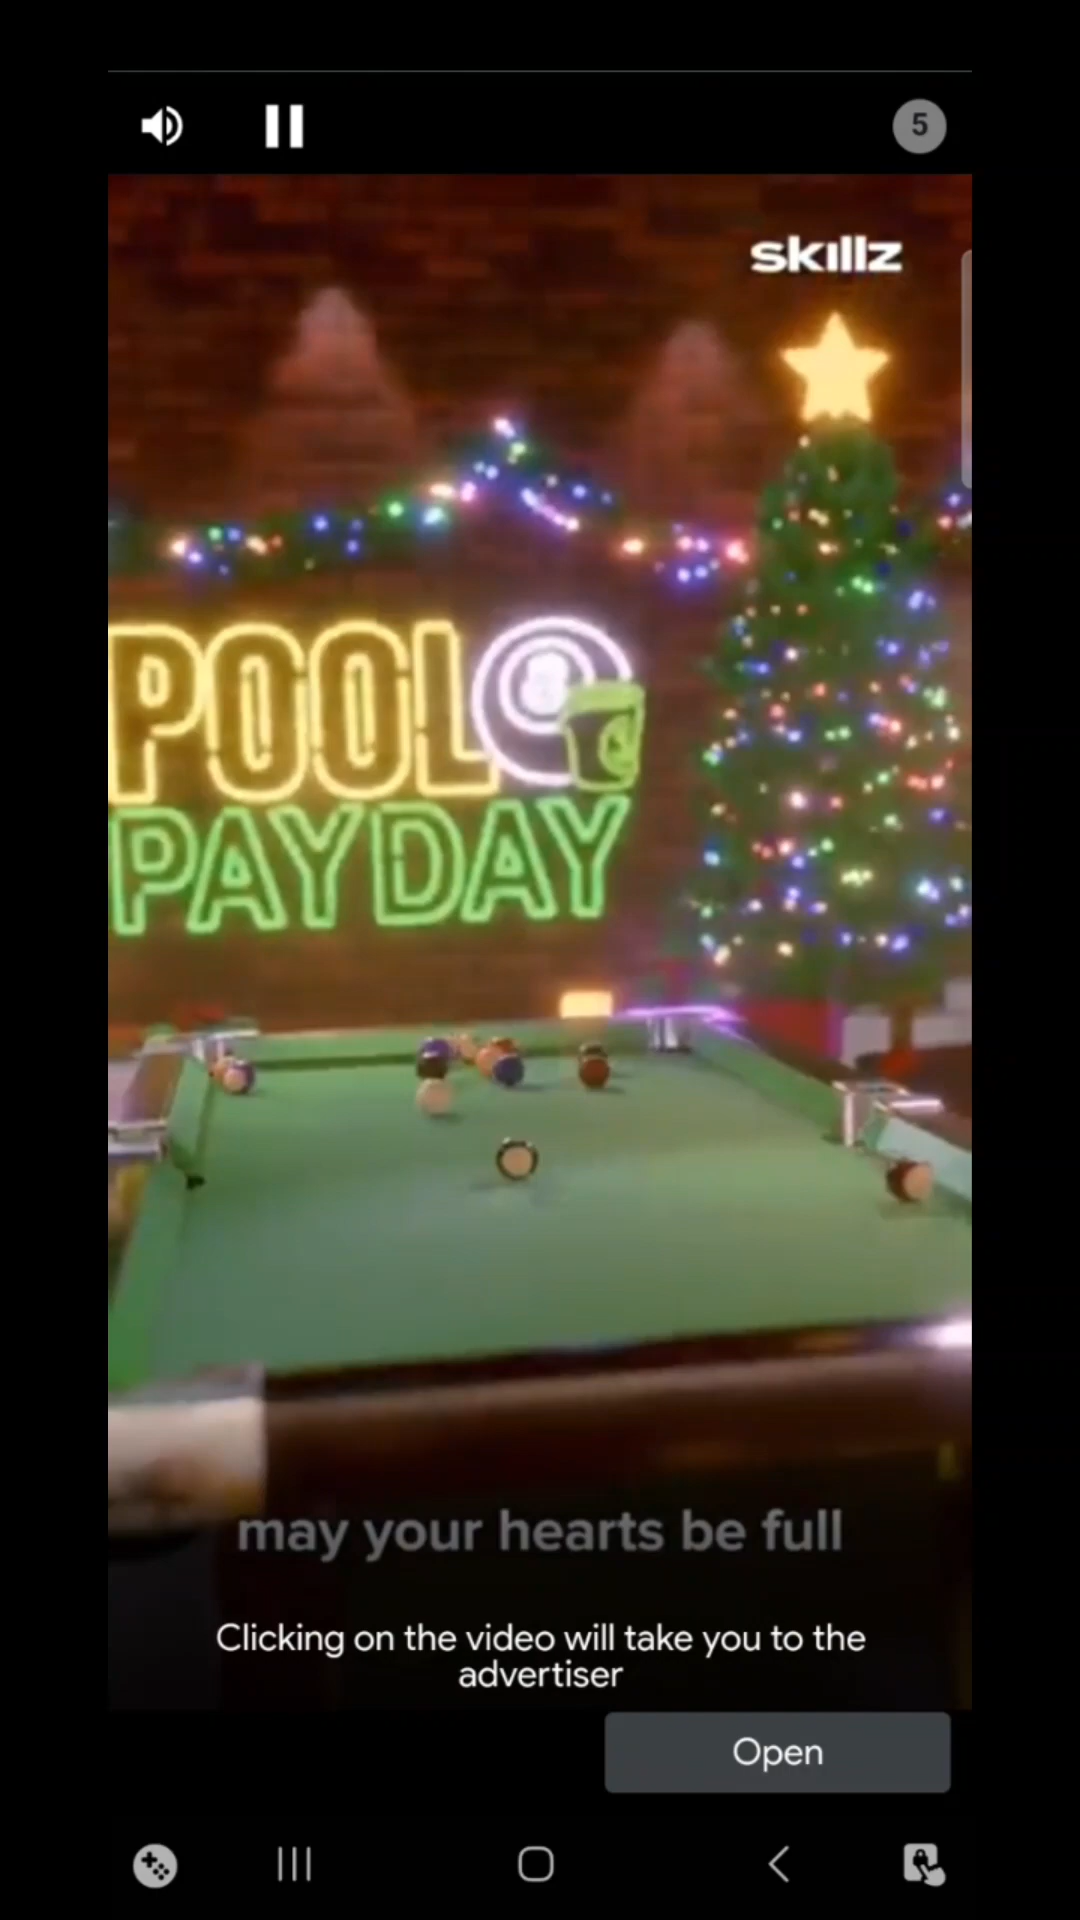 5
skillz
POOL 8
PAYDAY
may your hearts be full
Clicking on the video will take you to the
advertiser
Open